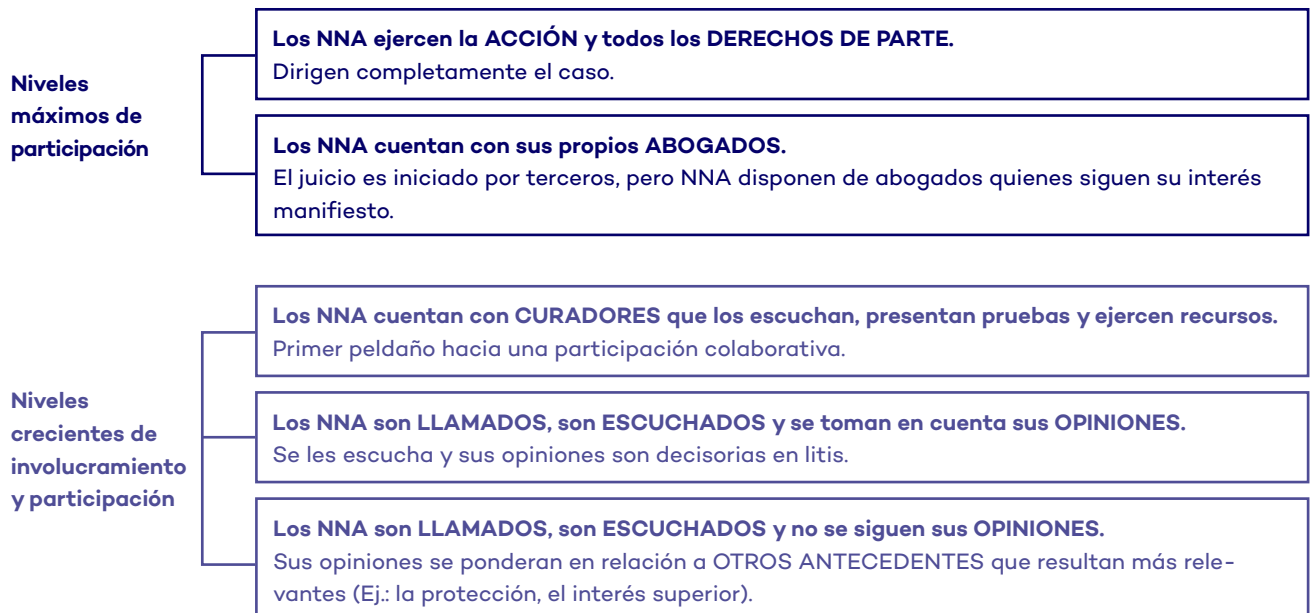 Niveles
máximos de
participación
Los NNA ejercen la ACCIÓN y todos los DERECHOS DE PARTE.
Dirigen completamente el caso.
Los NNA cuentan con sus propios ABOGADOS.
El juicio es iniciado por terceros, pero NNA disponen de abogados quienes siguen su interés
manifiesto.
Niveles
crecientes de
involucramiento
y participación
Los NNA cuentan con CURADORES que los escuchan, presentan pruebas y ejercen recursos.
Primer peldaño hacia una participación colaborativa.
Los NNA son LLAMADOS, son ESCUCHADOS y se toman en cuenta sus OPINIONES.
Se les escucha y sus opiniones son decisorias en litis.
Los NNA son LLAMADOS, son ESCUCHADOS y no se siguen sus OPINIONES.
Sus opiniones se ponderan en relación a OTROS ANTECEDENTES que resultan más rele-
vantes (Ej.: la protección, el interés superior).